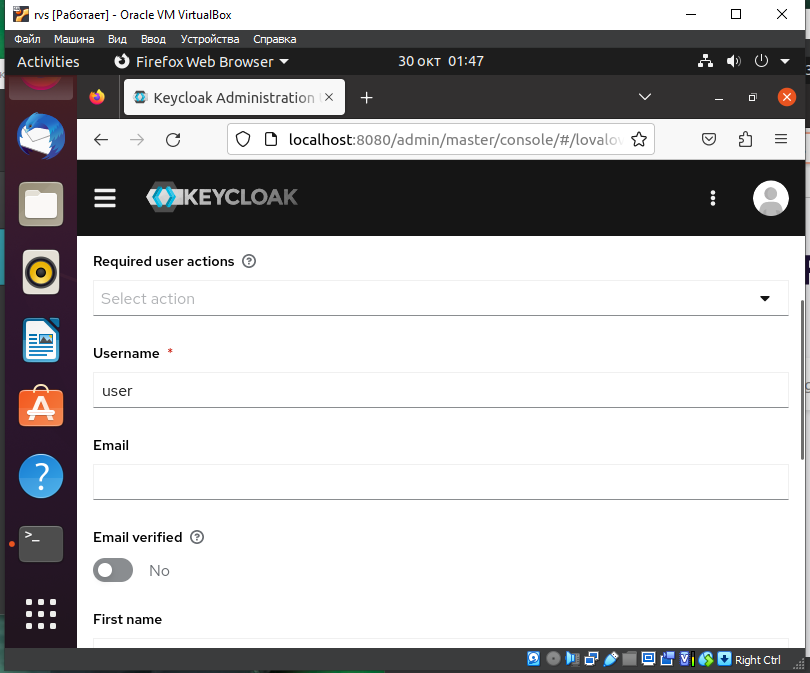 rvs [Работает] - Oracle VM VirtualBox
Файл Машина Вид Ввод Устройства Справка
Activities Firefox Web Browser 30 окт 01:47
Keycloak Administration
localhost:8080/admin/master/console/#/lovalov
KEYCLOAK
Required user actions
Select action
Username *
user
Email
Email verified
No
First name
Right Ctrl